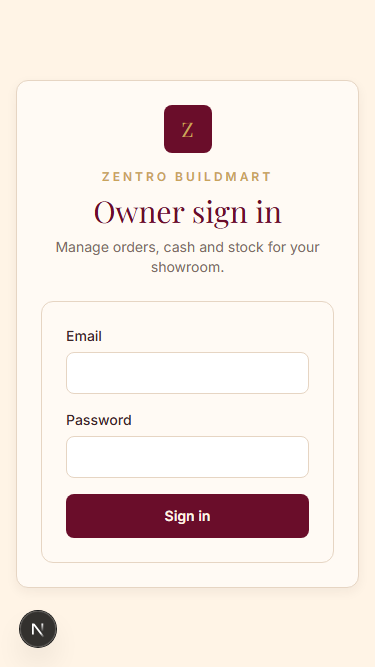 Z
ZENTRO BUILDMART
Owner sign in
Manage orders, cash and stock for your
showroom.
Email
Password
Sign in
N